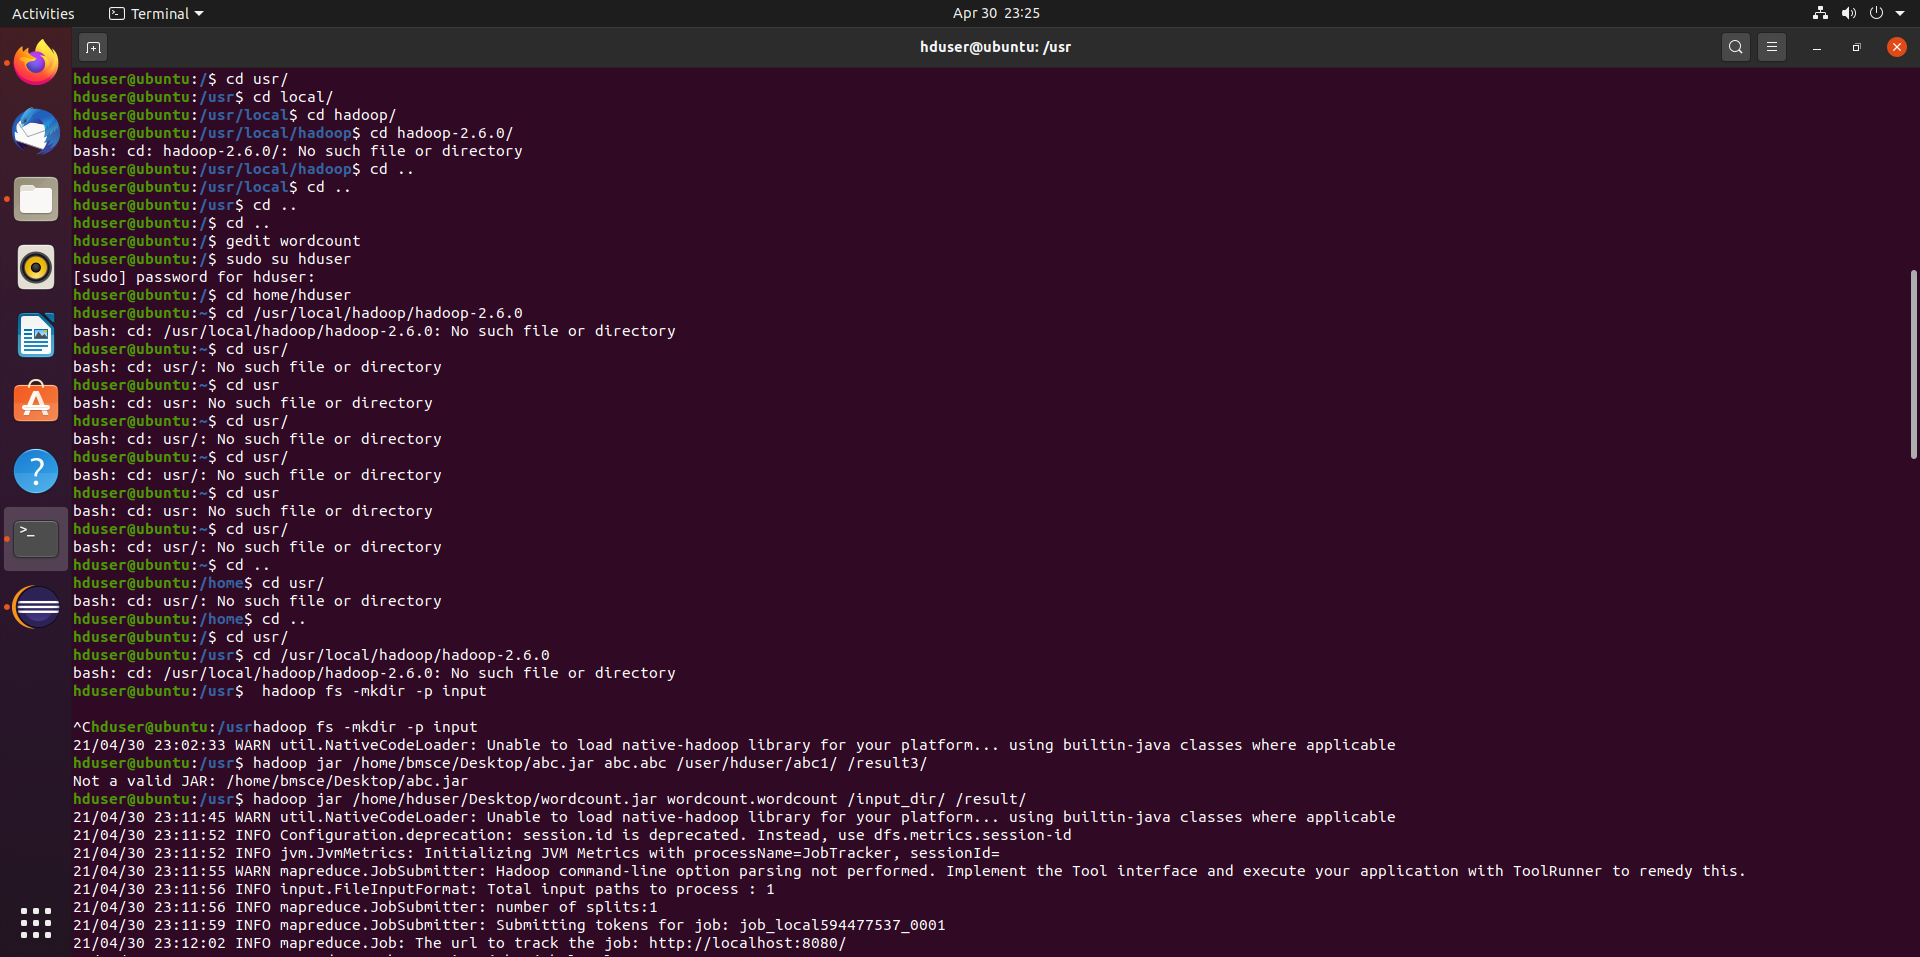 Activities
Terminal
Apr 30 23:25
hduser@ubuntu: /usr
hduser@ubuntu:/$ cd usr/
hduser@ubuntu:/usr$ cd local/
hduser@ubuntu:/usr/local$ cd hadoop/
hduser@ubuntu:/usr/local/hadoop$ cd hadoop-2.6.0/
bash: cd: hadoop-2.6.0/: No such file or directory
hduser@ubuntu:/usr/local/hadoop$ cd ..
hduser@ubuntu:/usr/local$ cd ..
hduser@ubuntu:/usr$ cd ..
hduser@ubuntu:/$ cd ..
hduser@ubuntu:/$ gedit wordcount
hduser@ubuntu:/$ sudo su hduser
[sudo] password for hduser:
hduser@ubuntu:/$ cd home/hduser
hduser@ubuntu:~$ cd /usr/local/hadoop/hadoop-2.6.0
bash: cd: /usr/local/hadoop/hadoop-2.6.0: No such file or directory
hduser@ubuntu:~$ cd usr/
bash: cd: usr/: No such file or directory
hduser@ubuntu:~$ cd usr
bash: cd: usr: No such file or directory
hduser@ubuntu:~$ cd usr/
bash: cd: usr/: No such file or directory
hduser@ubuntu:~$ cd usr/
bash: cd: usr/: No such file or directory
hduser@ubuntu:~$ cd usr
bash: cd: usr: No such file or directory
hduser@ubuntu:~$ cd usr/
bash: cd: usr/: No such file or directory
hduser@ubuntu:~$ cd ..
hduser@ubuntu:/home$ cd usr/
bash: cd: usr/: No such file or directory
hduser@ubuntu:/home$ cd ..
hduser@ubuntu:/$ cd usr/
hduser@ubuntu:/usr$ cd /usr/local/hadoop/hadoop-2.6.0
bash: cd: /usr/local/hadoop/hadoop-2.6.0: No such file or directory
hduser@ubuntu:/usr$  hadoop fs -mkdir -p input
^Chduser@ubuntu:/usrhadoop fs -mkdir -p input
21/04/30 23:02:33 WARN util.NativeCodeLoader: Unable to load native-hadoop library for your platform... using builtin-java classes where applicable
hduser@ubuntu:/usr$ hadoop jar /home/bmsce/Desktop/abc.jar abc.abc /user/hduser/abc1/ /result3/
Not a valid JAR: /home/bmsce/Desktop/abc.jar
hduser@ubuntu:/usr$ hadoop jar /home/hduser/Desktop/wordcount.jar wordcount.wordcount /input_dir/ /result/
21/04/30 23:11:45 WARN util.NativeCodeLoader: Unable to load native-hadoop library for your platform... using builtin-java classes where applicable
21/04/30 23:11:52 INFO Configuration.deprecation: session.id is deprecated. Instead, use dfs.metrics.session-id
21/04/30 23:11:52 INFO jvm.JvmMetrics: Initializing JVM Metrics with processName=JobTracker, sessionId=
21/04/30 23:11:55 WARN mapreduce.JobSubmitter: Hadoop command-line option parsing not performed. Implement the Tool interface and execute your application with ToolRunner to remedy this.
21/04/30 23:11:56 INFO input.FileInputFormat: Total input paths to process : 1
21/04/30 23:11:56 INFO mapreduce.JobSubmitter: number of splits:1
21/04/30 23:11:59 INFO mapreduce.JobSubmitter: Submitting tokens for job: job_local594477537_0001
21/04/30 23:12:02 INFO mapreduce.Job: The url to track the job: http://localhost:8080/